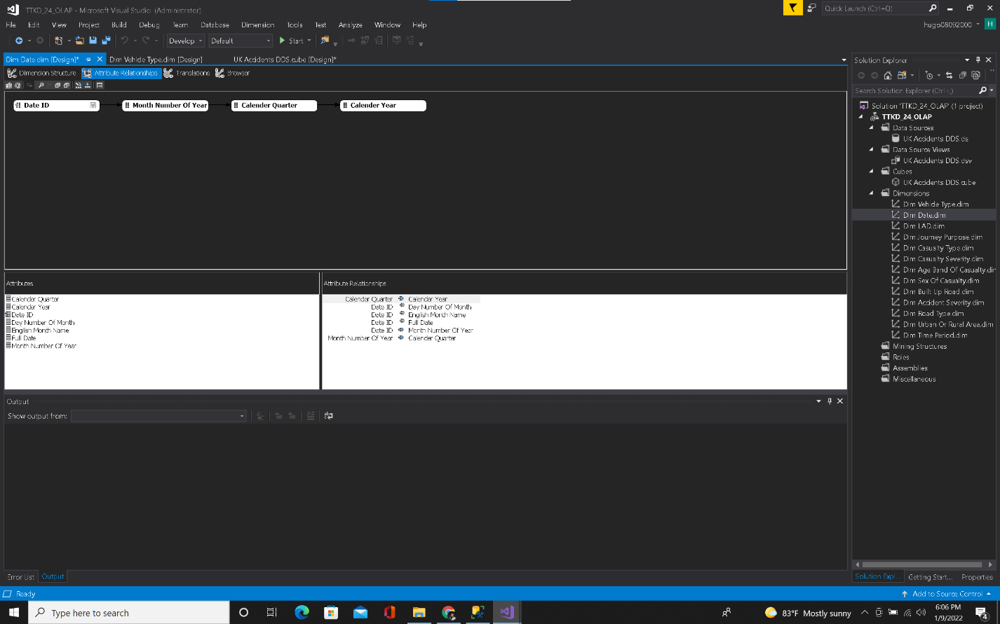 TTKD_24_OLAP - Microsoft Visual Studio (Administrator)
Quick Launch (Ctrl+Q)
File Edit View Project Build Debug Team Database Dimension Tools Test Analyze Window Help
hugo08092000 H
Develop Default Start
Dim Date.dim [Design]* Dim Vehicle Type.dim [Design] UK Accidents DDS.cube [Design]*
Dimension Structure Attribute Relationships Translations Browser
Date ID Month Number Of Year Calender Quarter Calender Year
Attributes
Calender Quarter
Calender Year
Date ID
Day Number Of Month
English Month Name
Full Date
Month Number Of Year
Attribute Relationships
Calender Quarter Calender Year
Date ID Day Number Of Month
Date ID English Month Name
Date ID Full Date
Date ID Month Number Of Year
Month Number Of Year Calender Quarter
Output
Show output from:
Error List Output
Solution Explorer
Search Solution Explorer (Ctrl+;)
Solution 'TTKD_24_OLAP' (1 project)
TTKD_24_OLAP
Data Sources
UK Accidents DDS.ds
Data Source Views
UK Accidents DDS.dsv
Cubes
UK Accidents DDS.cube
Dimensions
Dim Vehicle Type.dim
Dim Date.dim
Dim LAD.dim
Dim Journey Purpose.dim
Dim Casualty Type.dim
Dim Casualty Severity.dim
Dim Age Band Of Casualty.dim
Dim Sex Of Casualty.dim
Dim Built Up Road.dim
Dim Accident Severity.dim
Dim Road Type.dim
Dim Urban Or Rural Area.dim
Dim Time Period.dim
Mining Structures
Roles
Assemblies
Miscellaneous
Solution Expl... Getting Start... Properties
Ready
Add to Source Control
Type here to search
83°F Mostly sunny
6:06 PM
1/9/2022
4